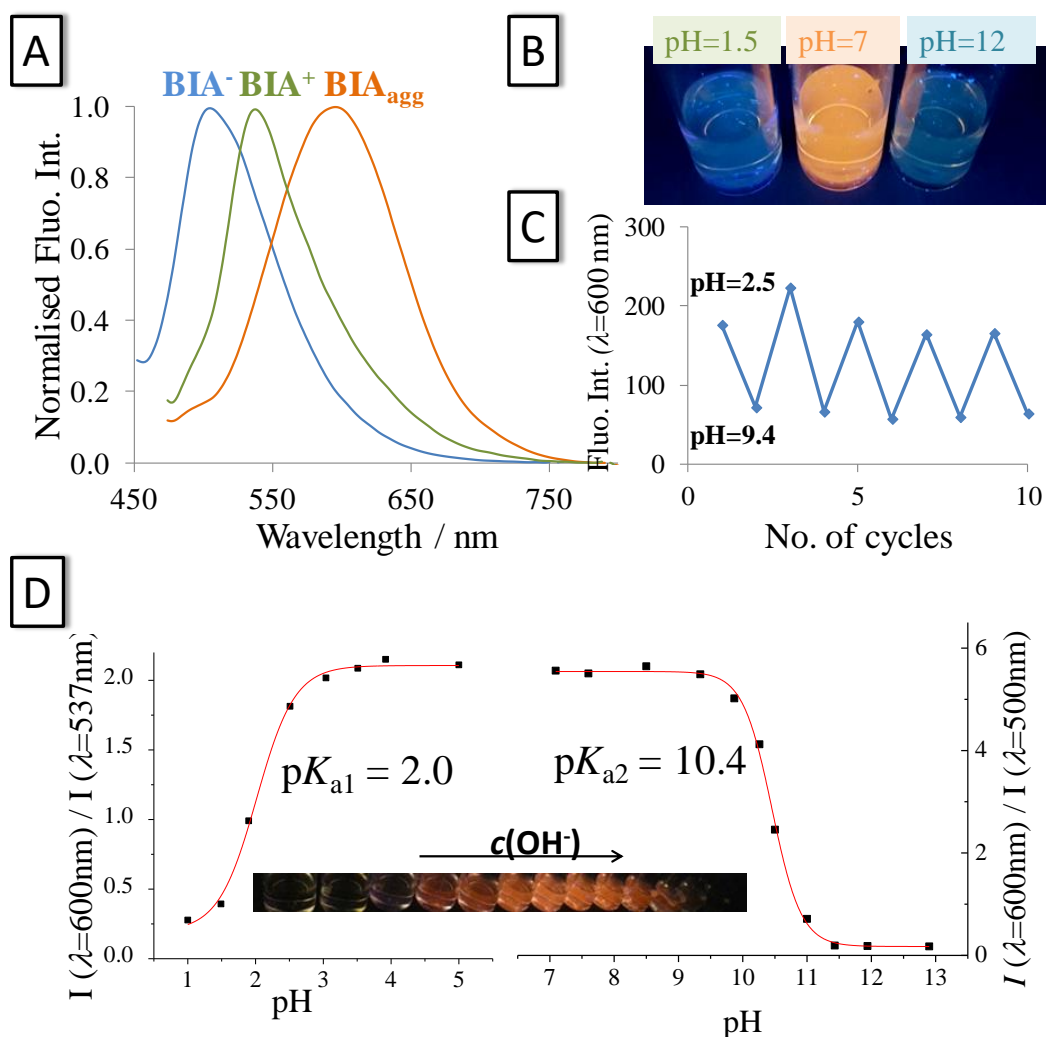 A
BIA⁻ BIA⁺ BIAagg
Normalised Fluo. Int.
1.0
0.8
0.6
0.4
0.2
0.0
450 550 650 750
Wavelength / nm
B
pH=1.5 pH=7 pH=12
C
Fluo. Int. (λ=600 nm)
300
200
100
0
pH=2.5
pH=9.4
0 5 10
No. of cycles
D
I (λ=600nm) / I (λ=537nm)
2.0
1.5
1.0
0.5
0.0
1 2 3 4 5
pH
pKa1 = 2.0
c(OH⁻)
pKa2 = 10.4
7 8 9 10 11 12 13
pH
6
4
2
0
I (λ=600nm) / I (λ=500nm)